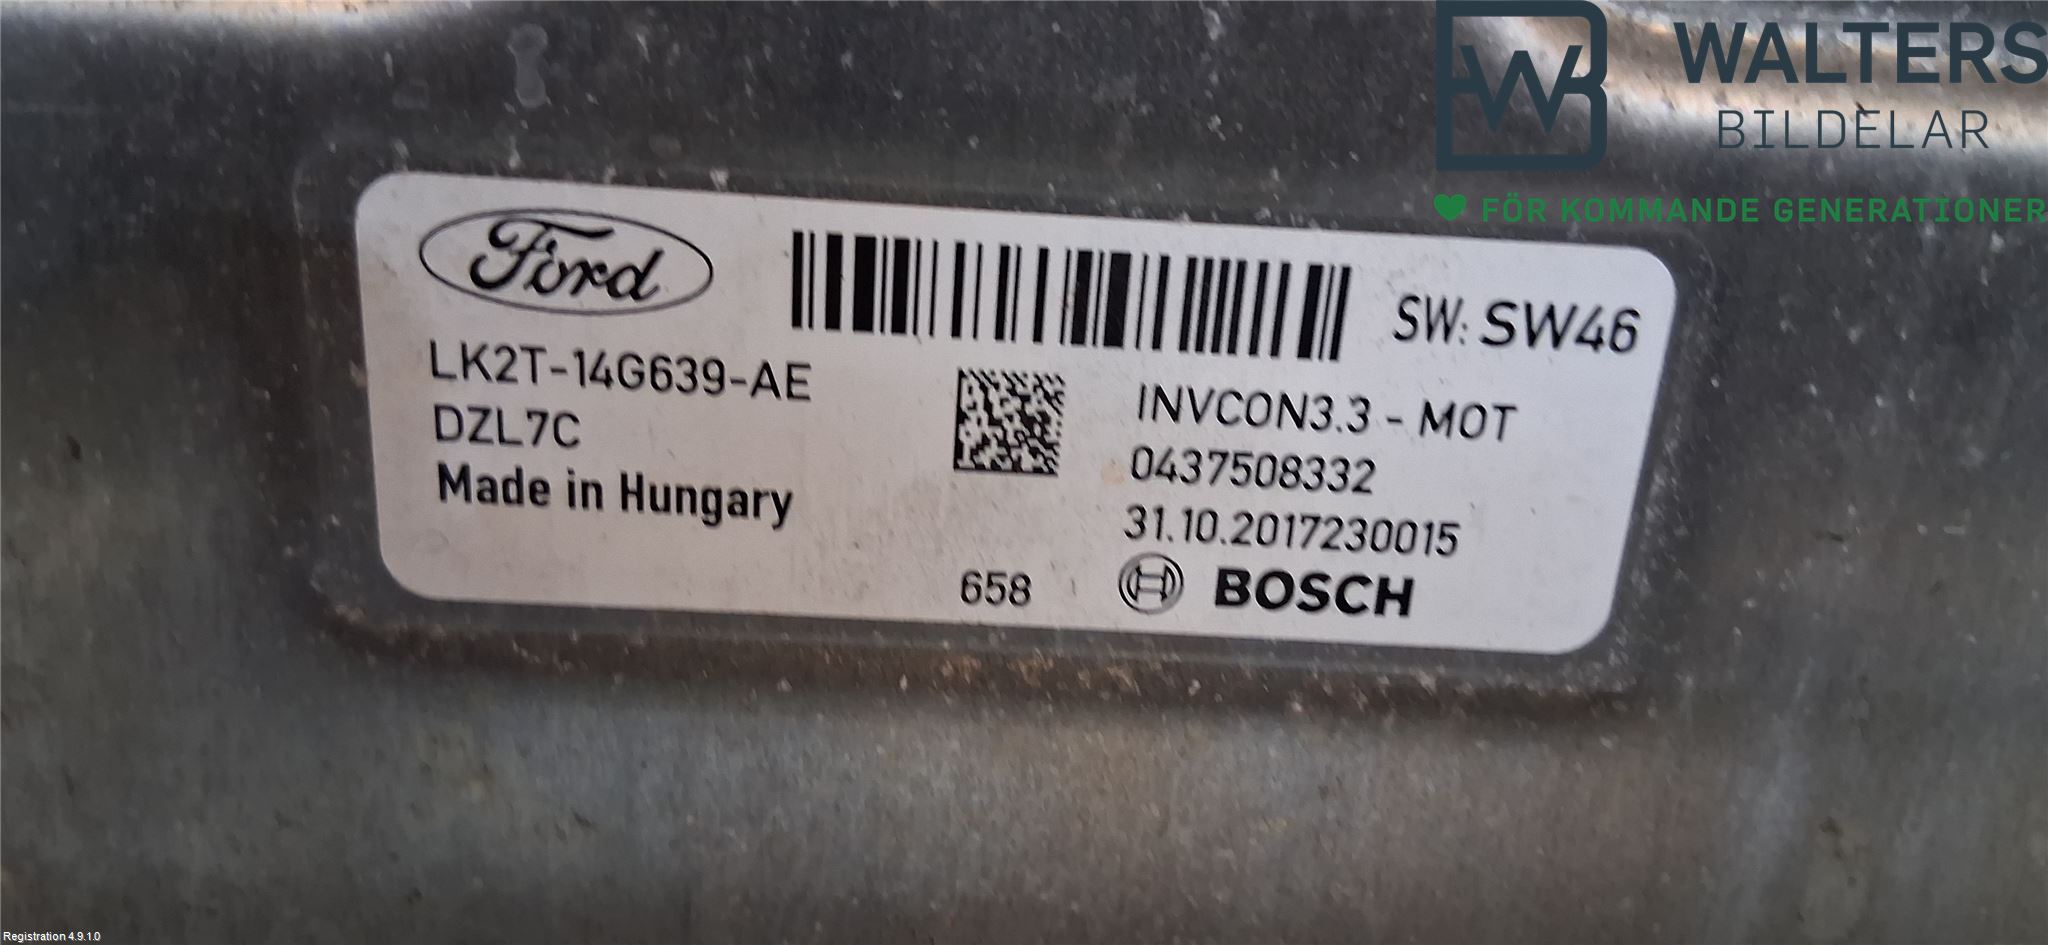 WALTERS
BILDELAR
FÖR KOMMANDE GENERATIONER
Ford
SW: SW46
LK2T-14G639-AE
DZL7C
Made in Hungary
INVCON3.3 - MOT
0437508332
31.10.2017230015
658
BOSCH
Registration 4.9.1.0